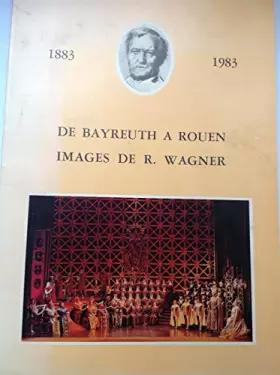 1883 1983
DE BAYREUTH A ROUEN
IMAGES DE R. WAGNER